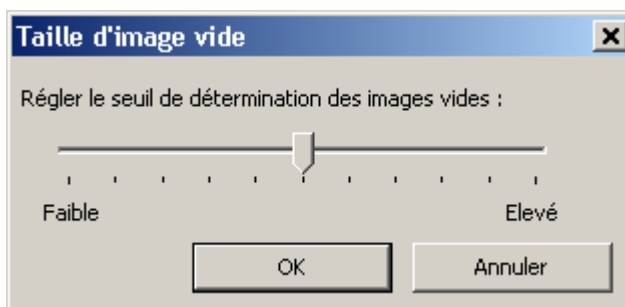 Taille d'image vide
Régler le seuil de détermination des images vides :
Faible Elevé
OK Annuler